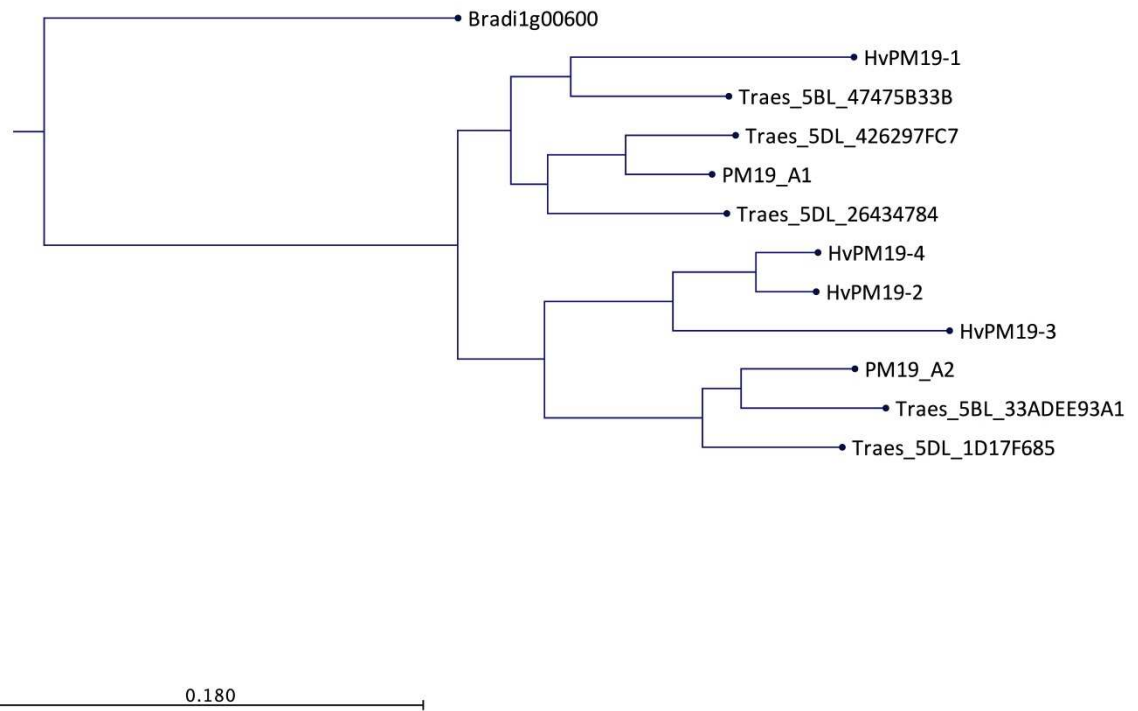 Bradi1g00600
HvPM19-1
Traes_5BL_47475B33B
Traes_5DL_426297FC7
PM19_A1
Traes_5DL_26434784
HvPM19-4
HvPM19-2
HvPM19-3
PM19_A2
Traes_5BL_33ADEE93A1
Traes_5DL_1D17F685
0.180